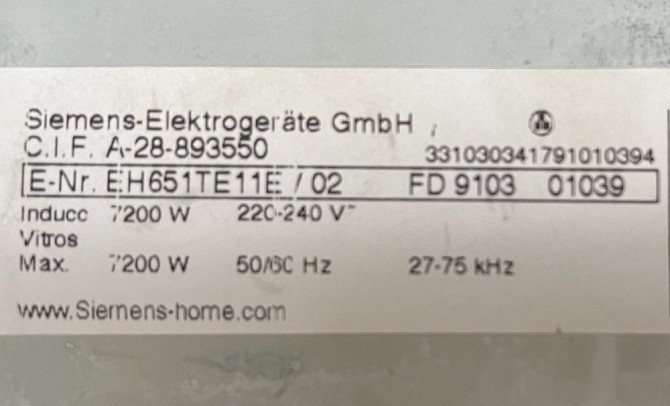 Siemens-Elektrogeräte GmbH
C.I.F. A-28-893550
331030341791010394
E-Nr. EH651TE11E / 02 FD 9103 01039
Inducc 7200 W 220-240 V~
Vitros
Max. 7200 W 50/60 Hz 27-75 kHz
www.Siemens-home.com